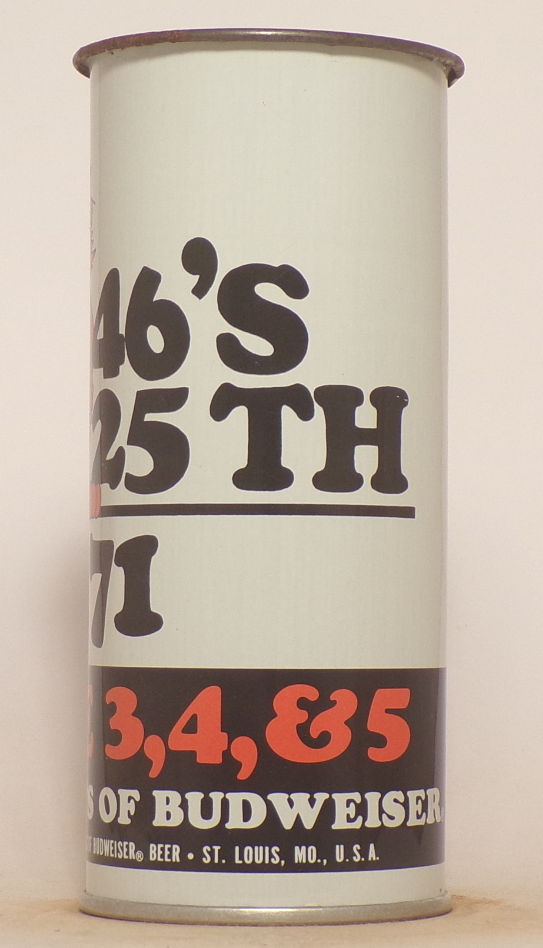 46'S
25TH
71
3,4,&5
OF BUDWEISER
BUDWEISER® BEER • ST. LOUIS, MO., U.S.A.